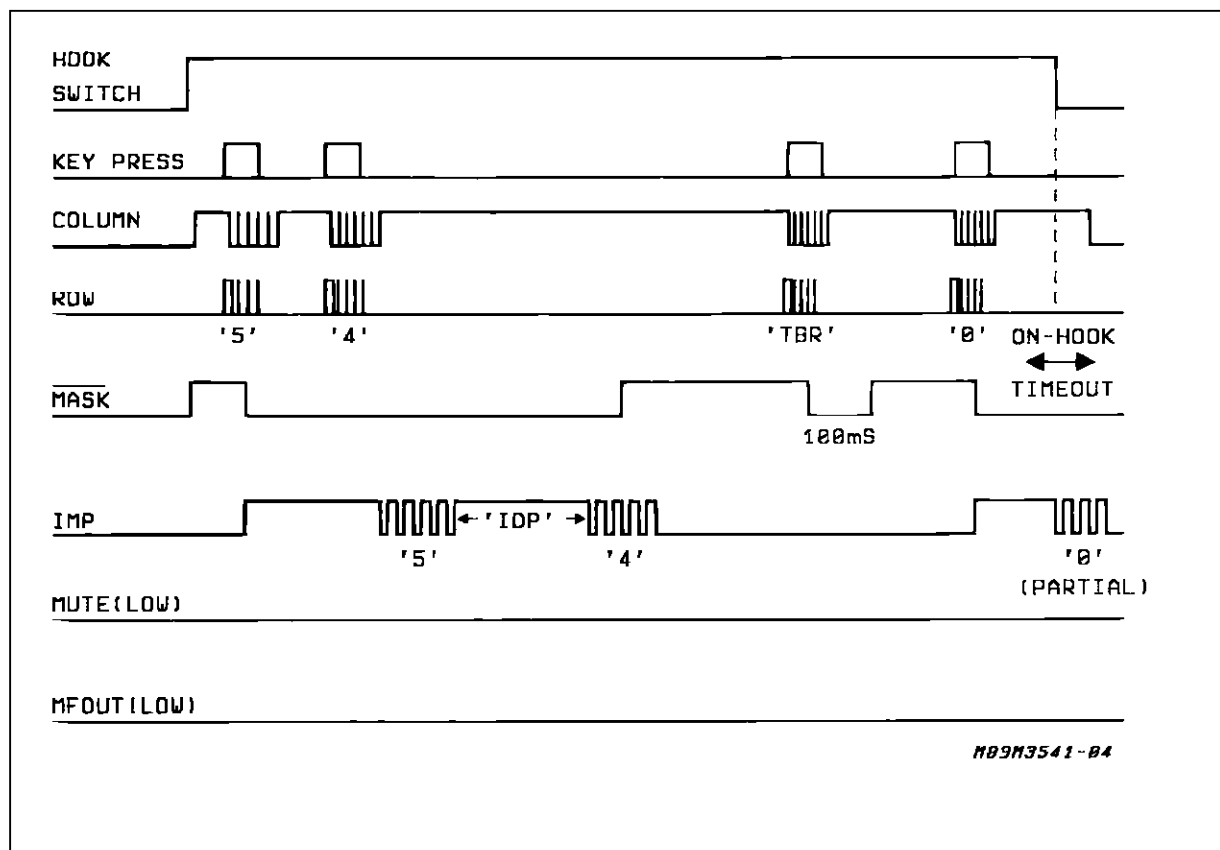 HOOK
SWITCH
KEY PRESS
COLUMN
ROW
'5' '4' 'TBR' '0' ON-HOOK
TIMEOUT
MASK
100mS
IMP 'IDP'
'5' '4' '0'
(PARTIAL)
MUTE(LOW)
MFOUT(LOW)
M89M3541-04